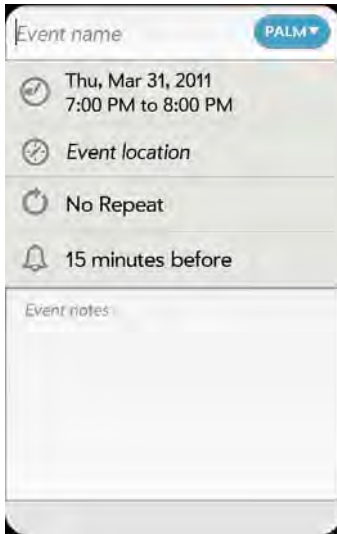 Event name
PALM
Thu, Mar 31, 2011
7:00 PM to 8:00 PM
Event location
No Repeat
15 minutes before
Event notes